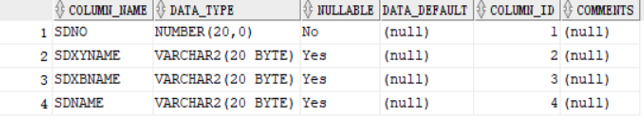 COLUMN_NAME DATA_TYPE NULLABLE DATA_DEFAULT COLUMN_ID COMMENTS
1 SDNO NUMBER(20,0) No (null) 1 (null)
2 SDXYNAME VARCHAR2(20 BYTE) Yes (null) 2 (null)
3 SDXBNAME VARCHAR2(20 BYTE) Yes (null) 3 (null)
4 SDNAME VARCHAR2(20 BYTE) Yes (null) 4 (null)